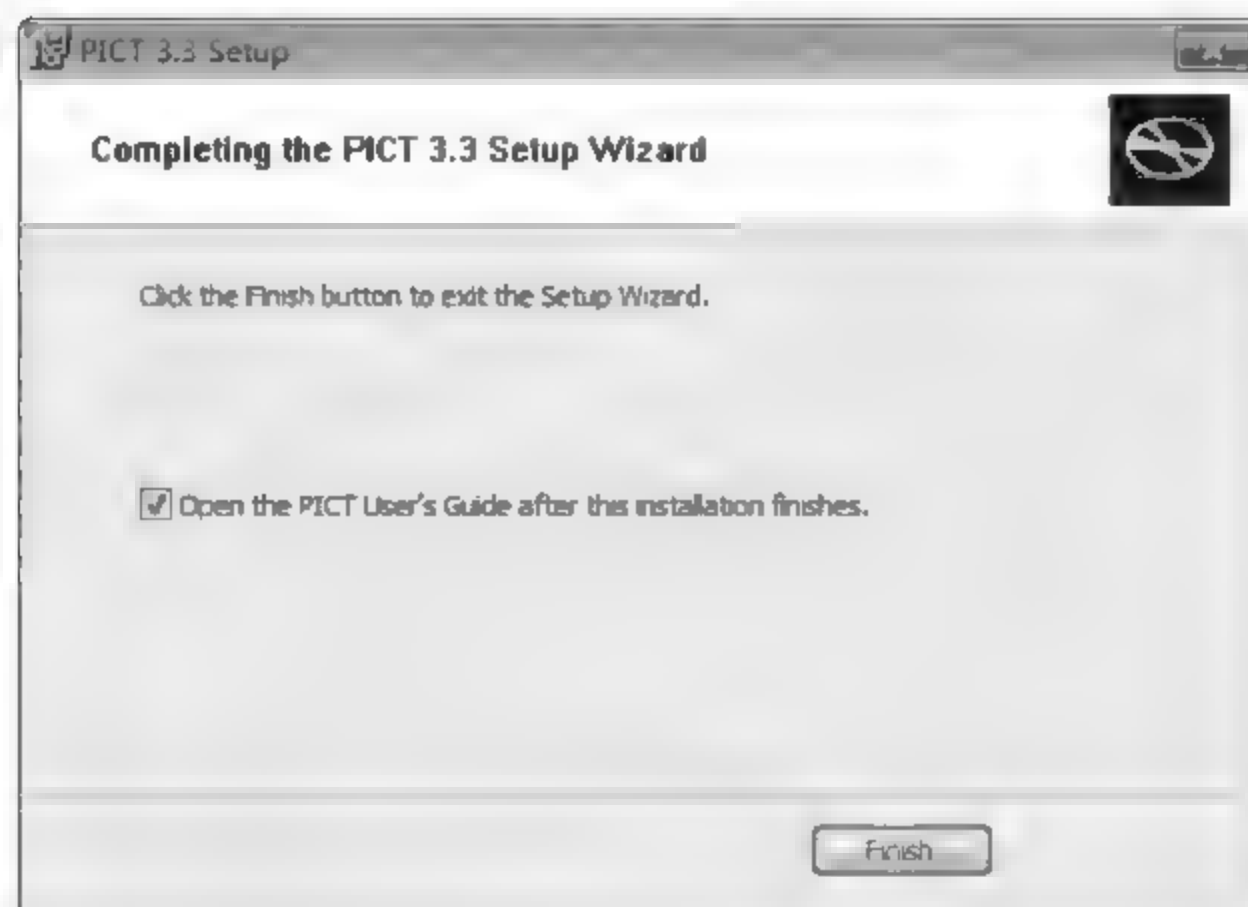 PICT 3.3 Setup
Completing the PICT 3.3 Setup Wizard
Click the Finish button to exit the Setup Wizard.
Open the PICT User's Guide after this installation finishes.
Finish